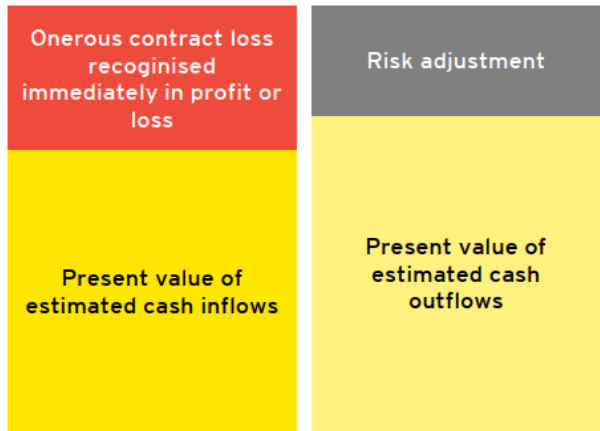 Onerous contract loss
recoginised
immediately in profit or
loss
Risk adjustment
Present value of
estimated cash inflows
Present value of
estimated cash
outflows